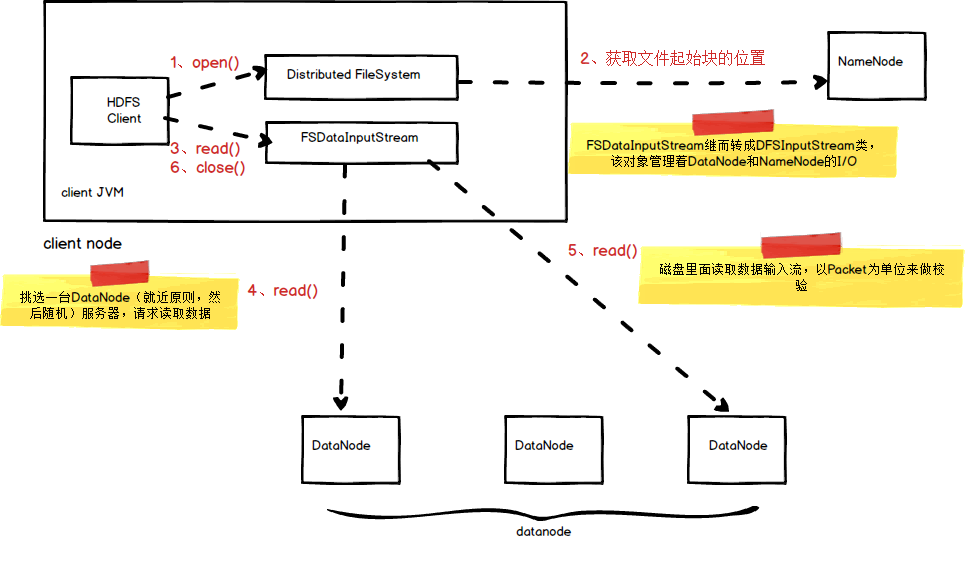 1、open()
Distributed FileSystem
2、获取文件起始块的位置
NameNode
HDFS
Client
3、read()
6、close()
FSDataInputStream
FSDataInputStream继而转成DFSInputStream类，
该对象管理着DataNode和NameNode的I/O
client JVM
client node
5、read()
磁盘里面读取数据输入流，以Packet为单位来做校
验
挑选一台DataNode（就近原则，然
后随机）服务器，请求读取数据
4、read()
DataNode
DataNode
DataNode
datanode